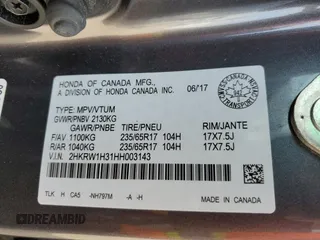 HONDA OF CANADA MFG.,
A DIVISION OF HONDA CANADA INC. 06/17
TYPE: MPV/VTUM
GVWR/PNBV 2130KG
GAWR/PNBE TIRE/PNEU RIM/JANTE
F/AV 1100KG 235/65R17 104H 17X7.5J
R/AR 1040KG 235/65R17 104H 17X7.5J
V.I.N. 2HKRW1H31HH003143
TLK H CA5 -NH797M -A -H
CANADA
TRANSPORT
DREAMBID